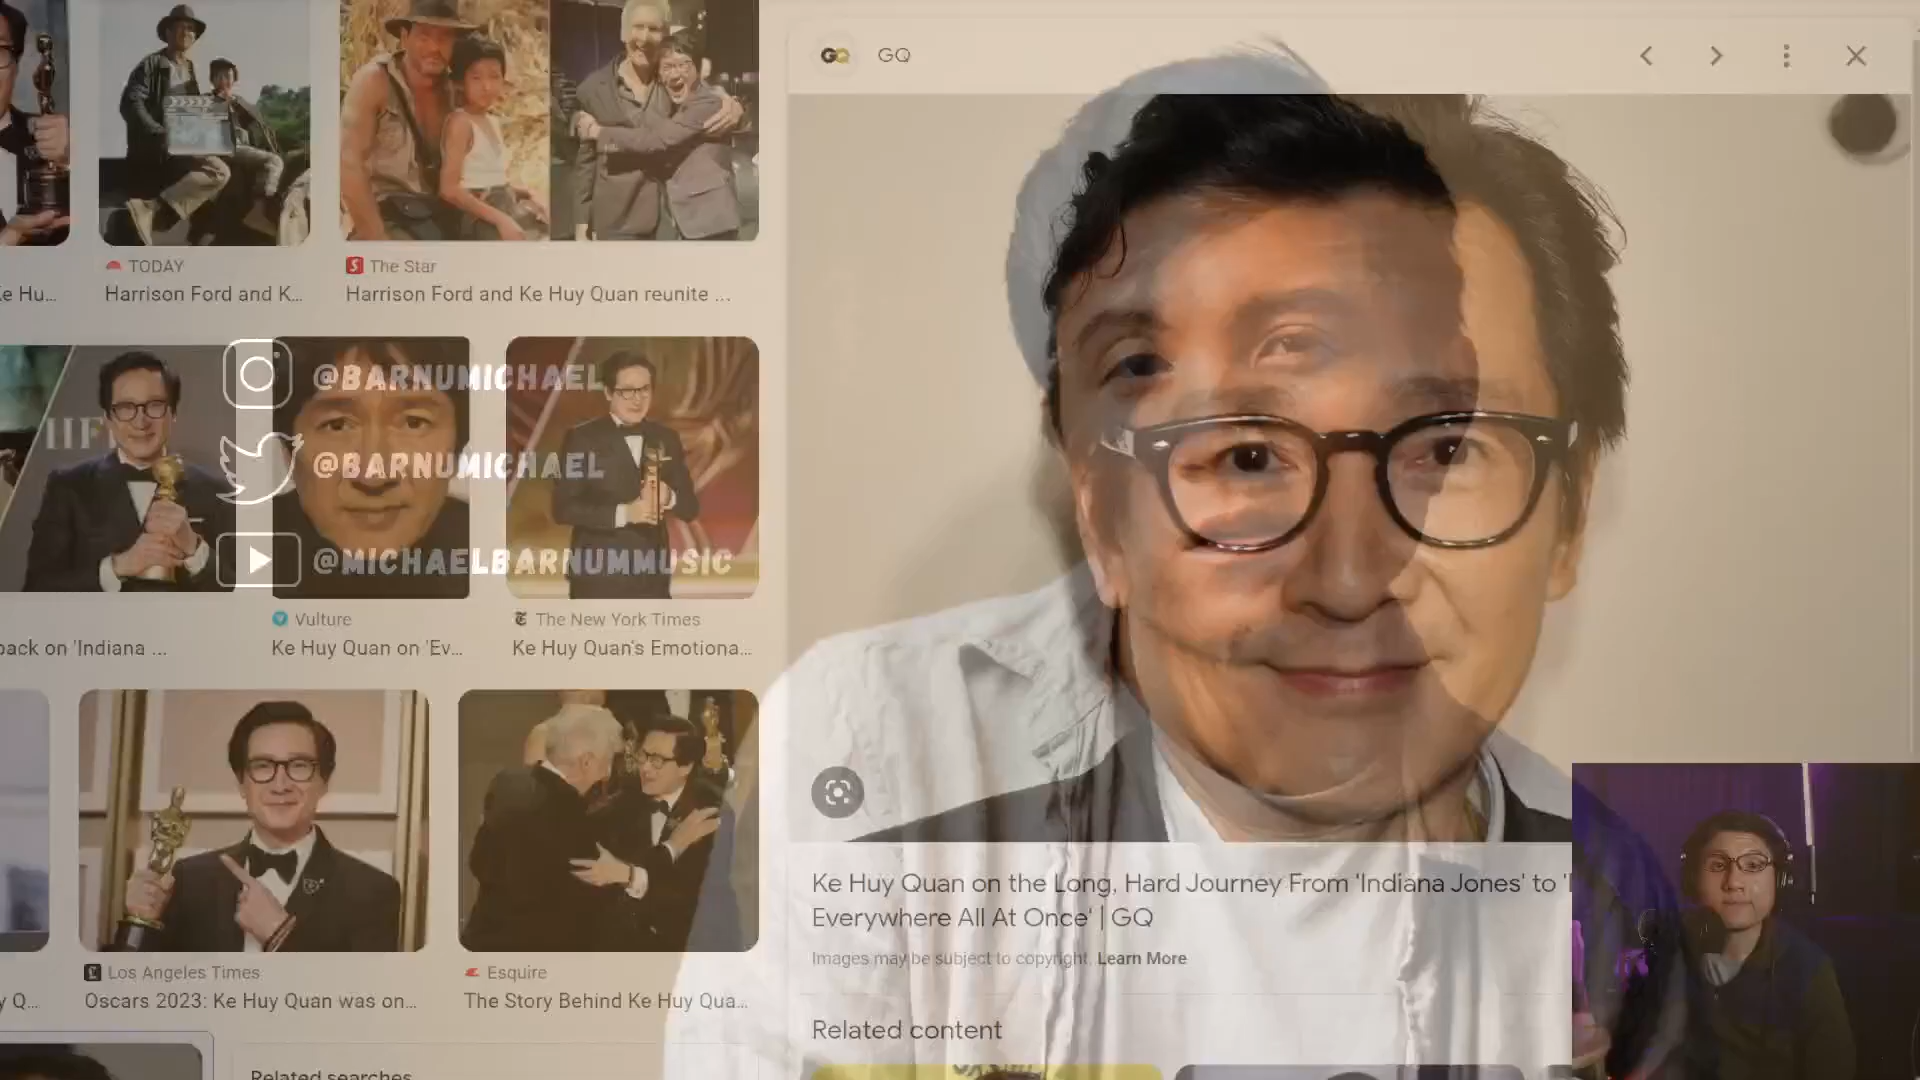 GQ GQ
TODAY
The Star
Ke Hu...
Harrison Ford and K...
Harrison Ford and Ke Huy Quan reunite ...
@BARNUMICHAEL
@BARNUMICHAEL
@MICHAELBARNUMMUSIC
Vulture
The New York Times
back on 'Indiana ...
Ke Huy Quan on 'Ev...
Ke Huy Quan's Emotiona...
Ke Huy Quan on the Long, Hard Journey From 'Indiana Jones' to
Everywhere All At Once' | GQ
Images may be subject to copyright. Learn More
Los Angeles Times
Esquire
y Q...
Oscars 2023: Ke Huy Quan was on...
The Story Behind Ke Huy Qua...
Related content
Related searches